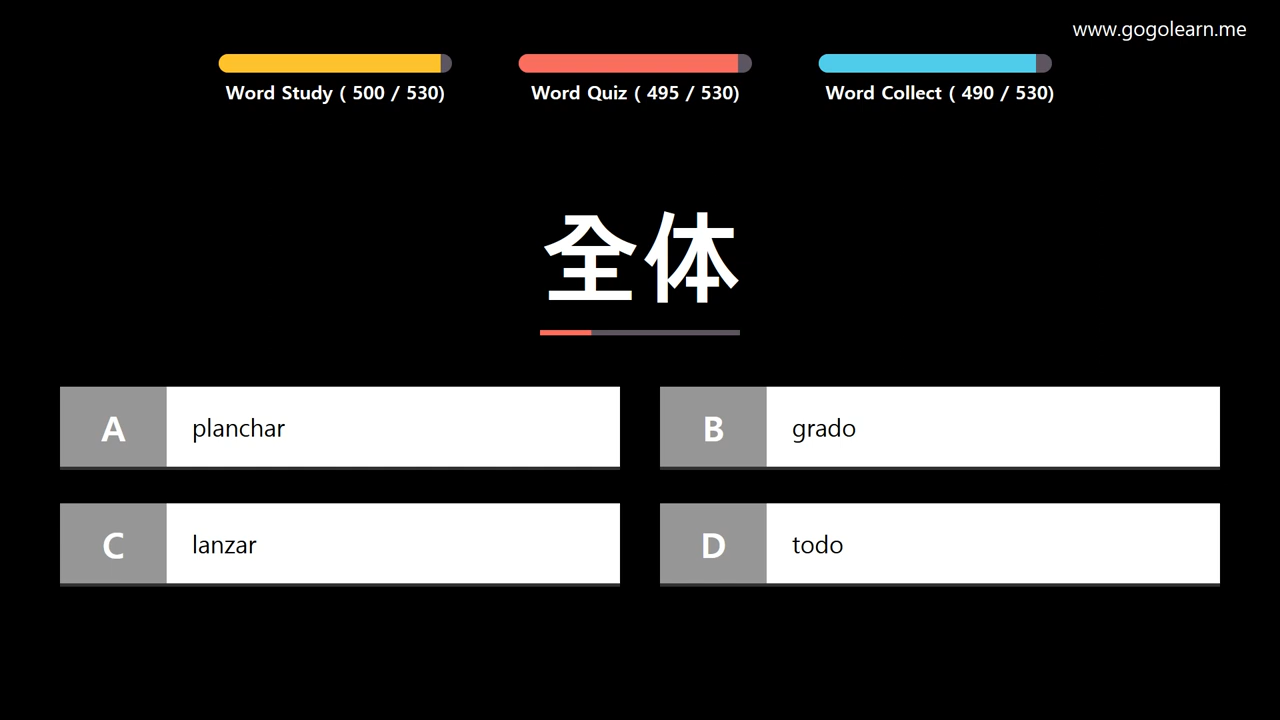 www.gogolearn.me
Word Study ( 500 / 530)
Word Quiz ( 495 / 530)
Word Collect ( 490 / 530)
全体
A planchar
B grado
C lanzar
D todo